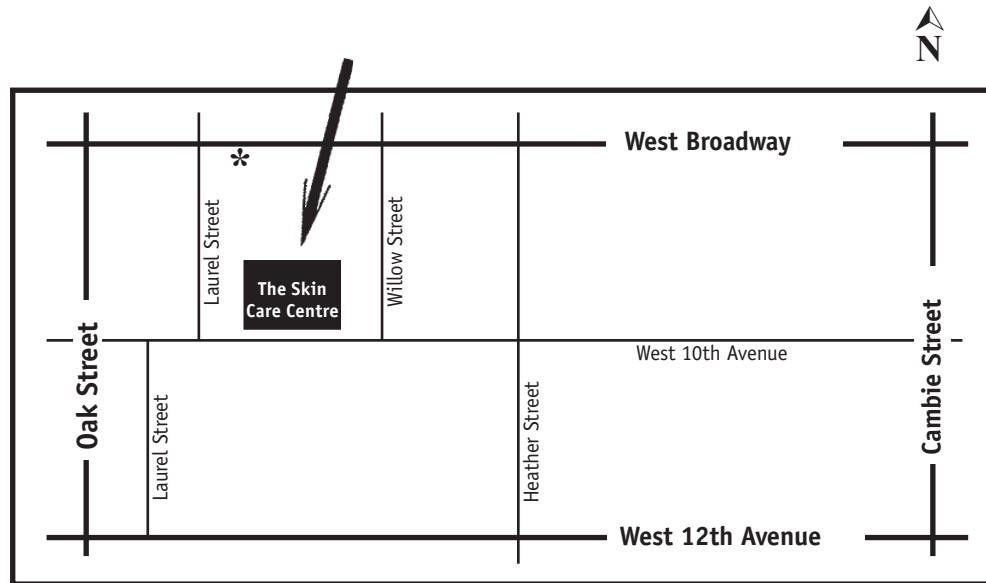 N
West Broadway
*
Laurel Street
Willow Street
The Skin
Care Centre
Oak Street
West 10th Avenue
Cambie Street
Laurel Street
Heather Street
West 12th Avenue